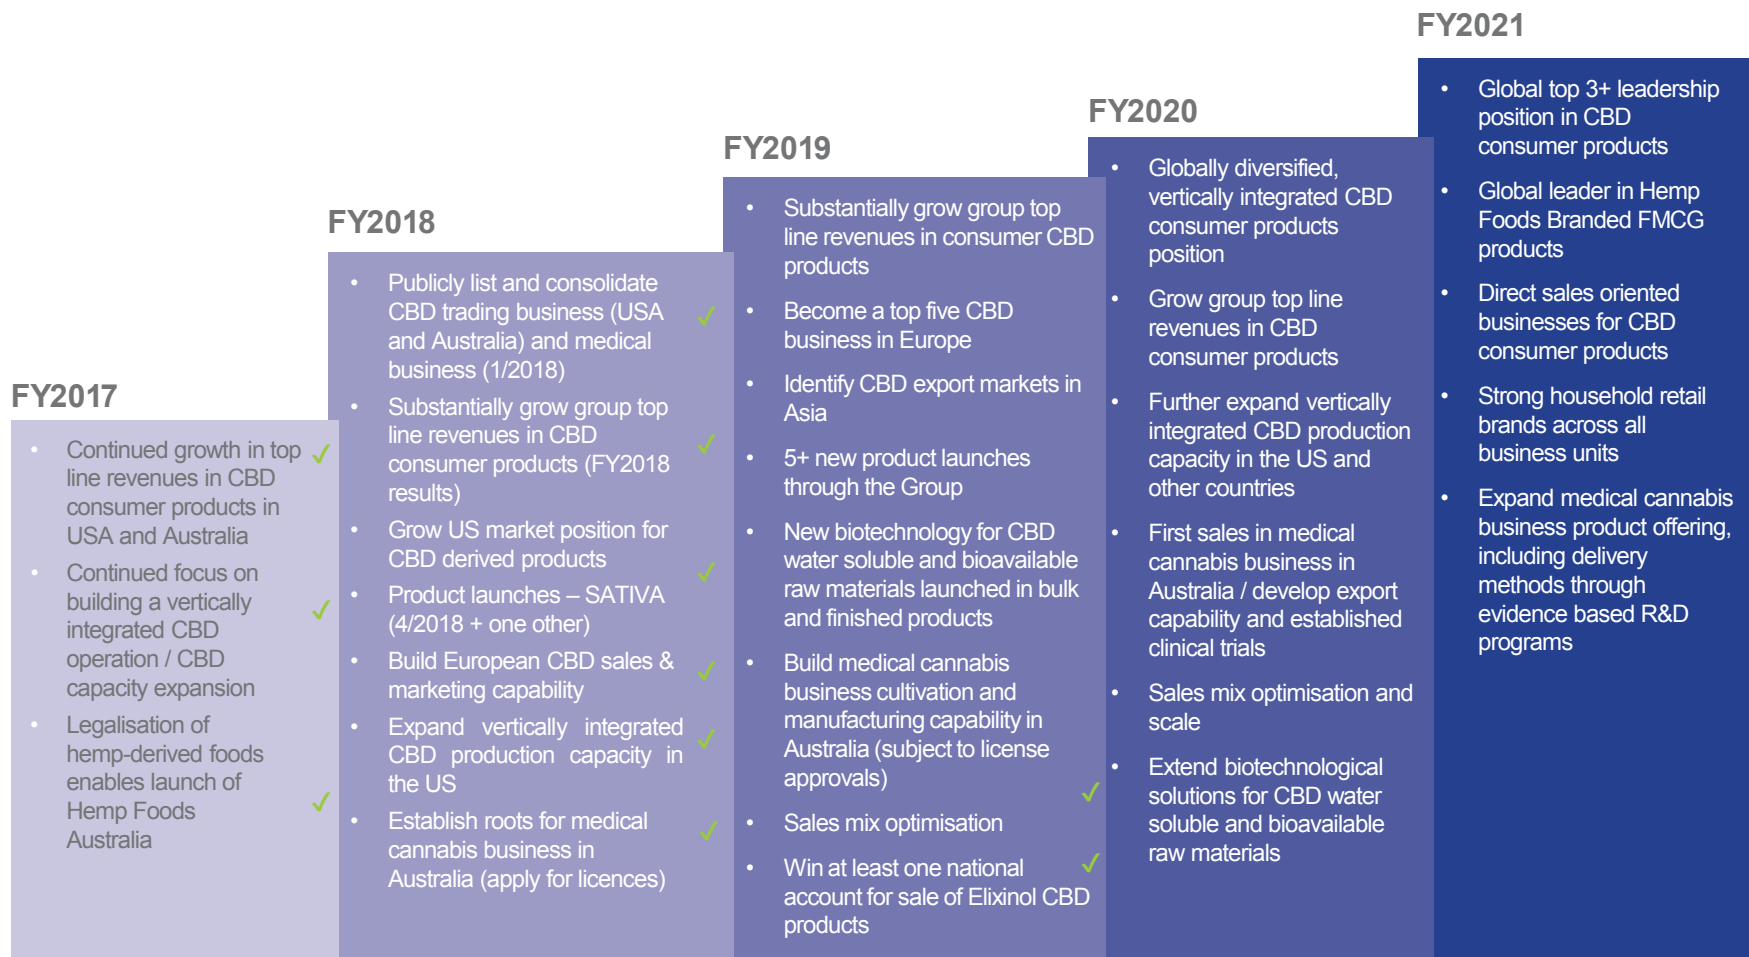 FY2017
• Continued growth in top ✓
line revenues in CBD
consumer products in
USA and Australia
• Continued focus on
building a vertically ✓
integrated CBD
operation / CBD
capacity expansion
• Legalisation of
hemp-derived foods
enables launch of
Hemp Foods ✓
Australia
FY2018
• Publicly list and consolidate
CBD trading business (USA ✓
and Australia) and medical
business (1/2018)
• Substantially grow group top
line revenues in CBD ✓
consumer products (FY2018
results)
• Grow US market position for
CBD derived products ✓
• Product launches – SATIVA
(4/2018 + one other)
• Build European CBD sales & ✓
marketing capability
• Expand vertically integrated ✓
CBD production capacity in
the US
• Establish roots for medical ✓
cannabis business in
Australia (apply for licences)
FY2019
• Substantially grow group top
line revenues in consumer CBD
products
• Become a top five CBD
business in Europe
• Identify CBD export markets in
Asia
• 5+ new product launches
through the Group
• New biotechnology for CBD
water soluble and bioavailable
raw materials launched in bulk
and finished products
• Build medical cannabis
business cultivation and
manufacturing capability in
Australia (subject to license
approvals) ✓
• Sales mix optimisation
• Win at least one national ✓
account for sale of Elixinol CBD
products
FY2020
• Globally diversified,
vertically integrated CBD
consumer products
position
• Grow group top line
revenues in CBD
consumer products
• Further expand vertically
integrated CBD production
capacity in the US and
other countries
• First sales in medical
cannabis business in
Australia / develop export
capability and established
clinical trials
• Sales mix optimisation and
scale
• Extend biotechnological
solutions for CBD water
soluble and bioavailable
raw materials
FY2021
• Global top 3+ leadership
position in CBD
consumer products
• Global leader in Hemp
Foods Branded FMCG
products
• Direct sales oriented
businesses for CBD
consumer products
• Strong household retail
brands across all
business units
• Expand medical cannabis
business product offering,
including delivery
methods through
evidence based R&D
programs